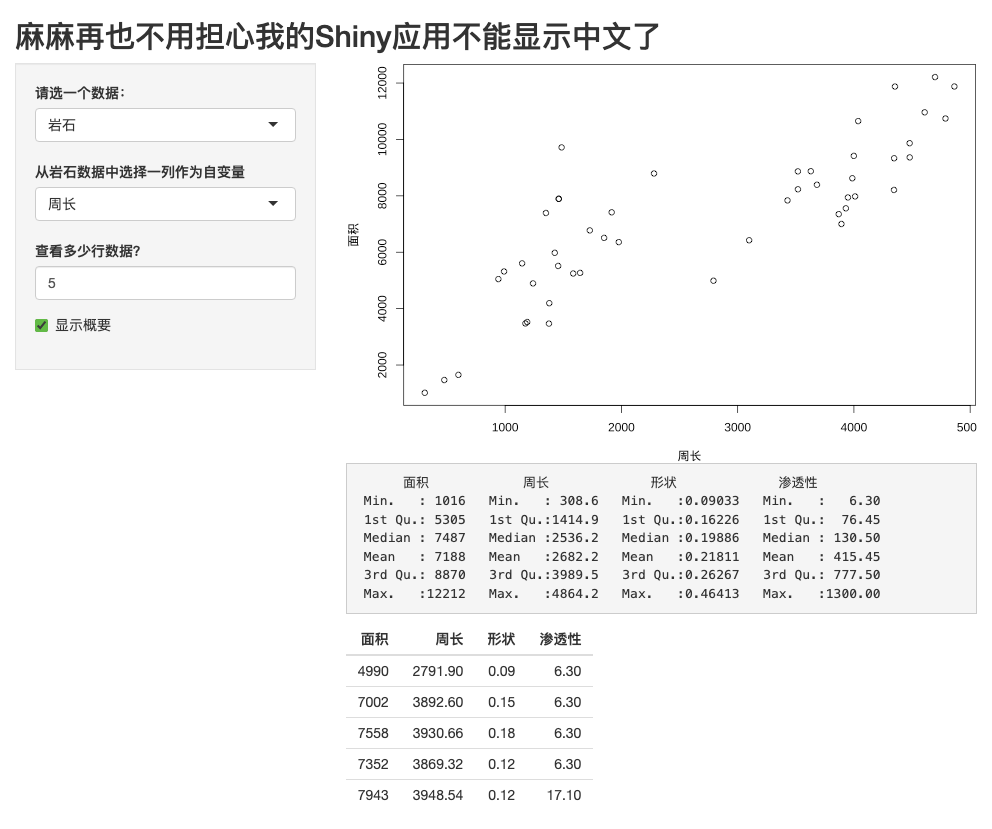 麻麻再也不用担心我的Shiny应用不能显示中文了
请选一个数据：
岩石
从岩石数据中选择一列作为自变量
周长
查看多少行数据?
5
显示概要
12000
10000
8000
6000
4000
2000
面积
1000 2000 3000 4000 500
周长
面积 周长 形状 渗透性
Min. : 1016 Min. : 308.6 Min. :0.09033 Min. : 6.30
1st Qu.: 5305 1st Qu.:1414.9 1st Qu.:0.16226 1st Qu.: 76.45
Median : 7487 Median :2536.2 Median :0.19886 Median : 130.50
Mean : 7188 Mean :2682.2 Mean :0.21811 Mean : 415.45
3rd Qu.: 8870 3rd Qu.:3989.5 3rd Qu.:0.26267 3rd Qu.: 777.50
Max. :12212 Max. :4864.2 Max. :0.46413 Max. :1300.00
面积 周长 形状 渗透性
4990 2791.90 0.09 6.30
7002 3892.60 0.15 6.30
7558 3930.66 0.18 6.30
7352 3869.32 0.12 6.30
7943 3948.54 0.12 17.10